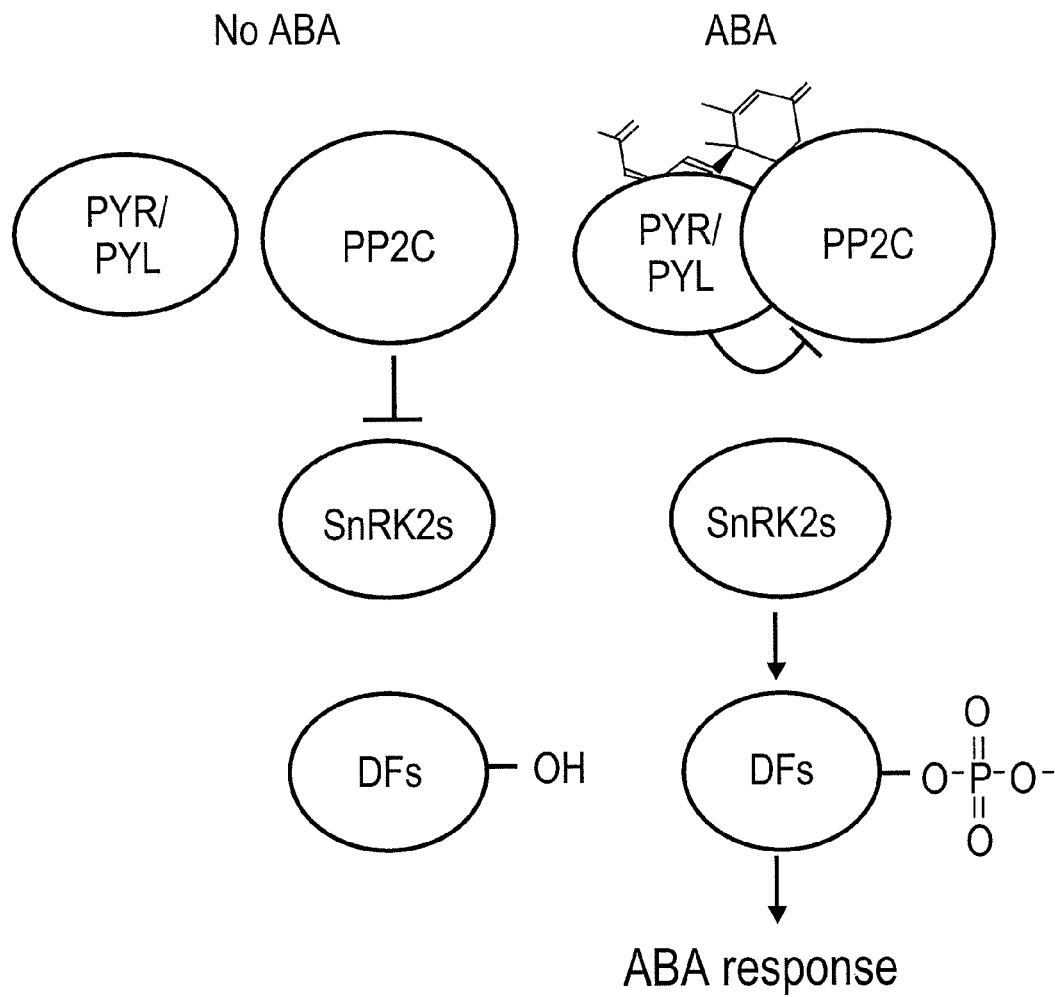 No ABA
PYR/
PYL
PP2C
SnRK2s
DFs
OH
ABA
PYR/
PYL
PP2C
SnRK2s
DFs
O
O-P-O-
O
ABA response